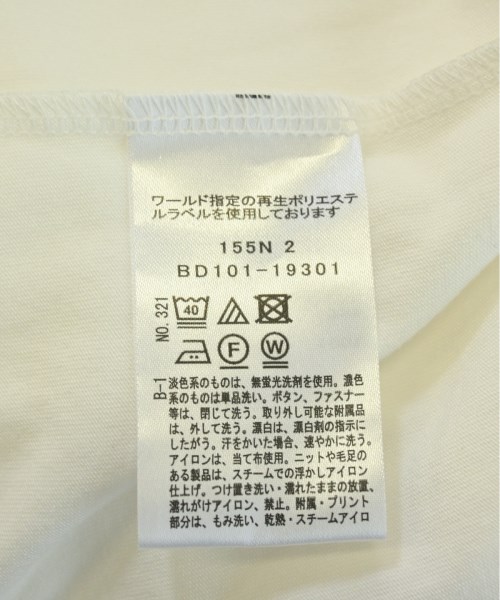 ワールド指定の再生ポリエステ
ルラベルを使用しております
155N 2
BD101-19301
NO.321
40
F
W
B-1
淡色系のものは、無蛍光洗剤を使用。濃色
系のものは単品洗い。ボタン、ファスナー
等は、閉じて洗う。取り外し可能な附属品
は、外して洗う。漂白は、漂白剤の指示に
したがう。汗をかいた場合、速やかに洗う。
アイロンは、当て布使用。ニットや毛足の
ある製品は、スチームでの浮かしアイロン
仕上げ。つけ置き洗い・濡れたままの放置、
濡れがけアイロン、禁止。附属・プリント
部分は、もみ洗い、乾熱・スチームアイロ